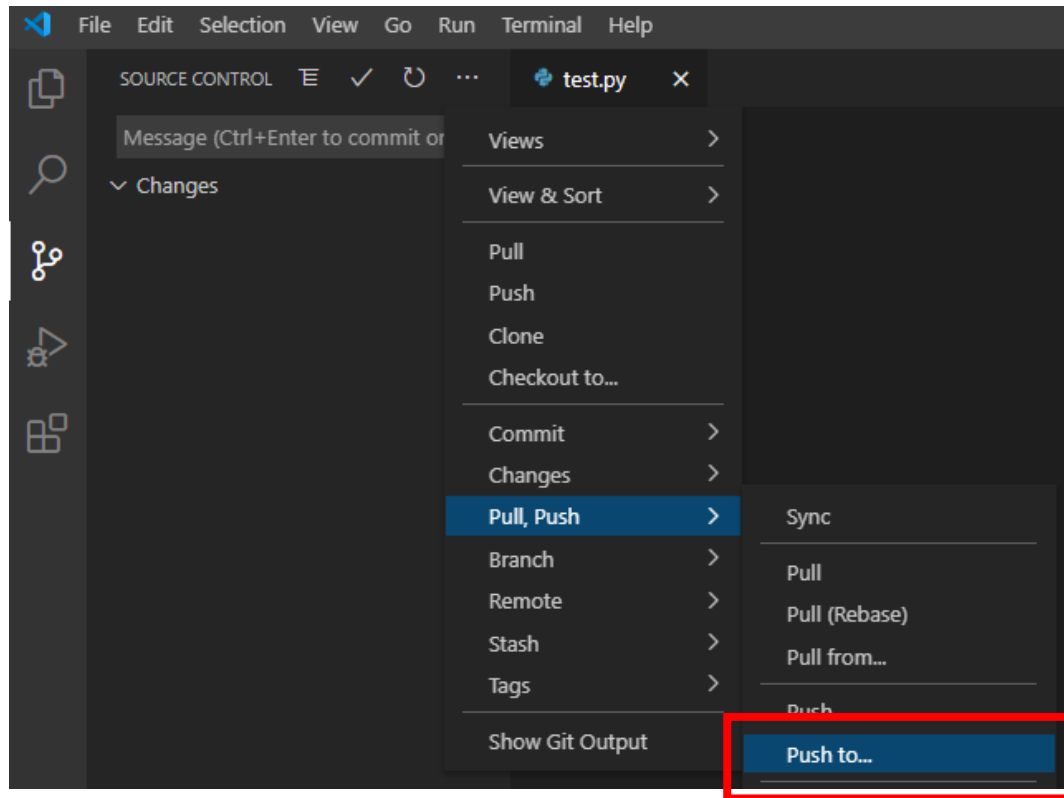 File Edit Selection View Go Run Terminal Help
SOURCE CONTROL
test.py
Message (Ctrl+Enter to commit or
Changes
Views
View & Sort
Pull
Push
Clone
Checkout to...
Commit
Changes
Pull, Push
Branch
Remote
Stash
Tags
Show Git Output
Sync
Pull
Pull (Rebase)
Pull from...
Push
Push to...